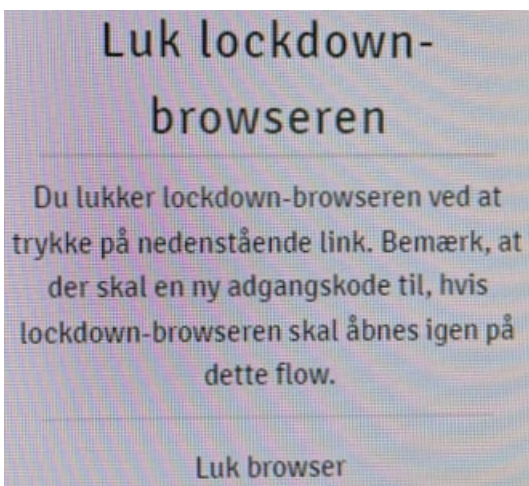 Luk lockdown-
browseren
Du lukker lockdown-browseren ved at
trykke på nedenstående link. Bemærk, at
der skal en ny adgangskode til, hvis
lockdown-browseren skal åbnes igen på
dette flow.
Luk browser